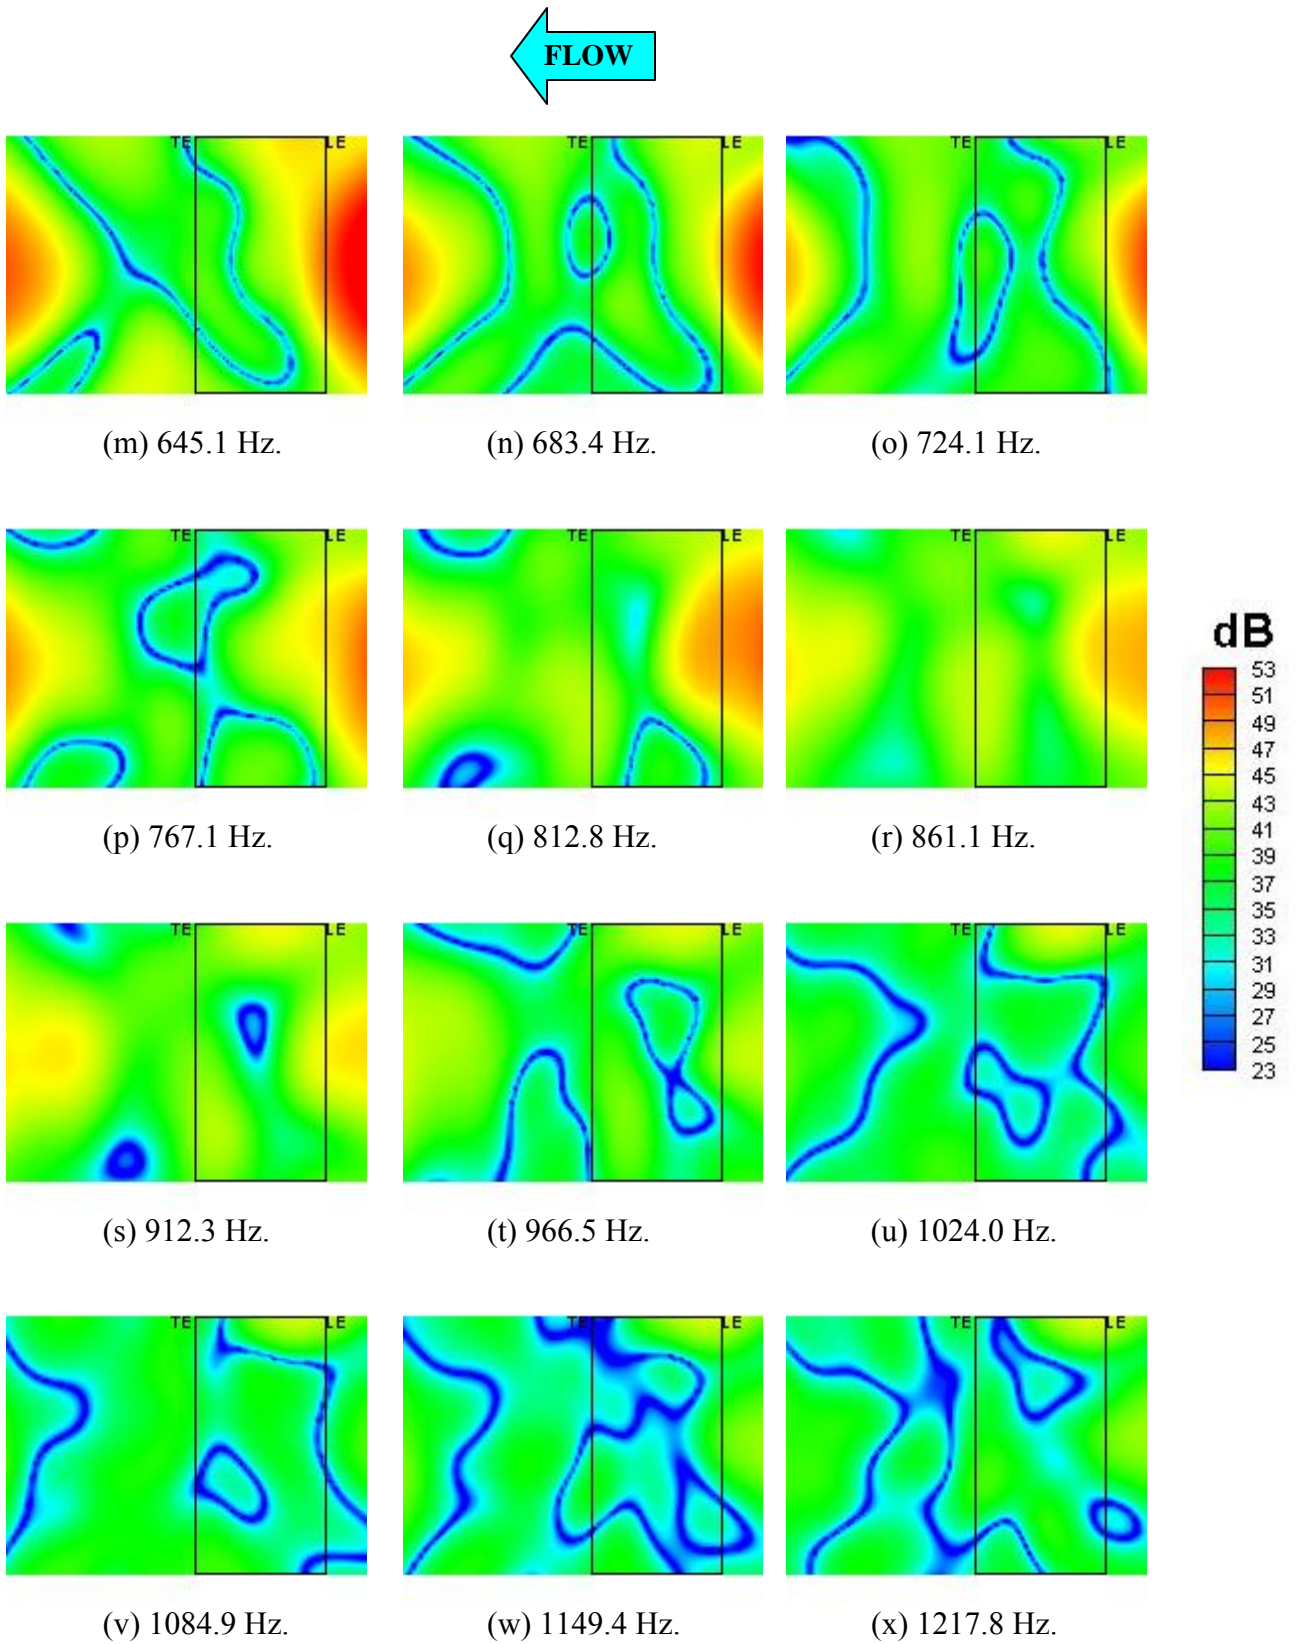 FLOW
TE LE TE LE TE LE
(m) 645.1 Hz. (n) 683.4 Hz. (o) 724.1 Hz.
TE LE TE LE TE LE
(p) 767.1 Hz. (q) 812.8 Hz. (r) 861.1 Hz.
dB
53
51
49
47
45
43
41
39
37
35
33
31
29
27
25
23
TE LE TE LE TE LE
(s) 912.3 Hz. (t) 966.5 Hz. (u) 1024.0 Hz.
TE LE TE LE TE LE
(v) 1084.9 Hz. (w) 1149.4 Hz. (x) 1217.8 Hz.